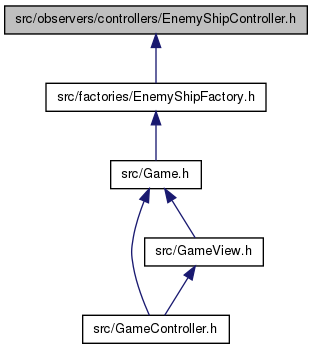 src/observers/controllers/EnemyShipController.h
src/factories/EnemyShipFactory.h
src/Game.h
src/GameView.h
src/GameController.h